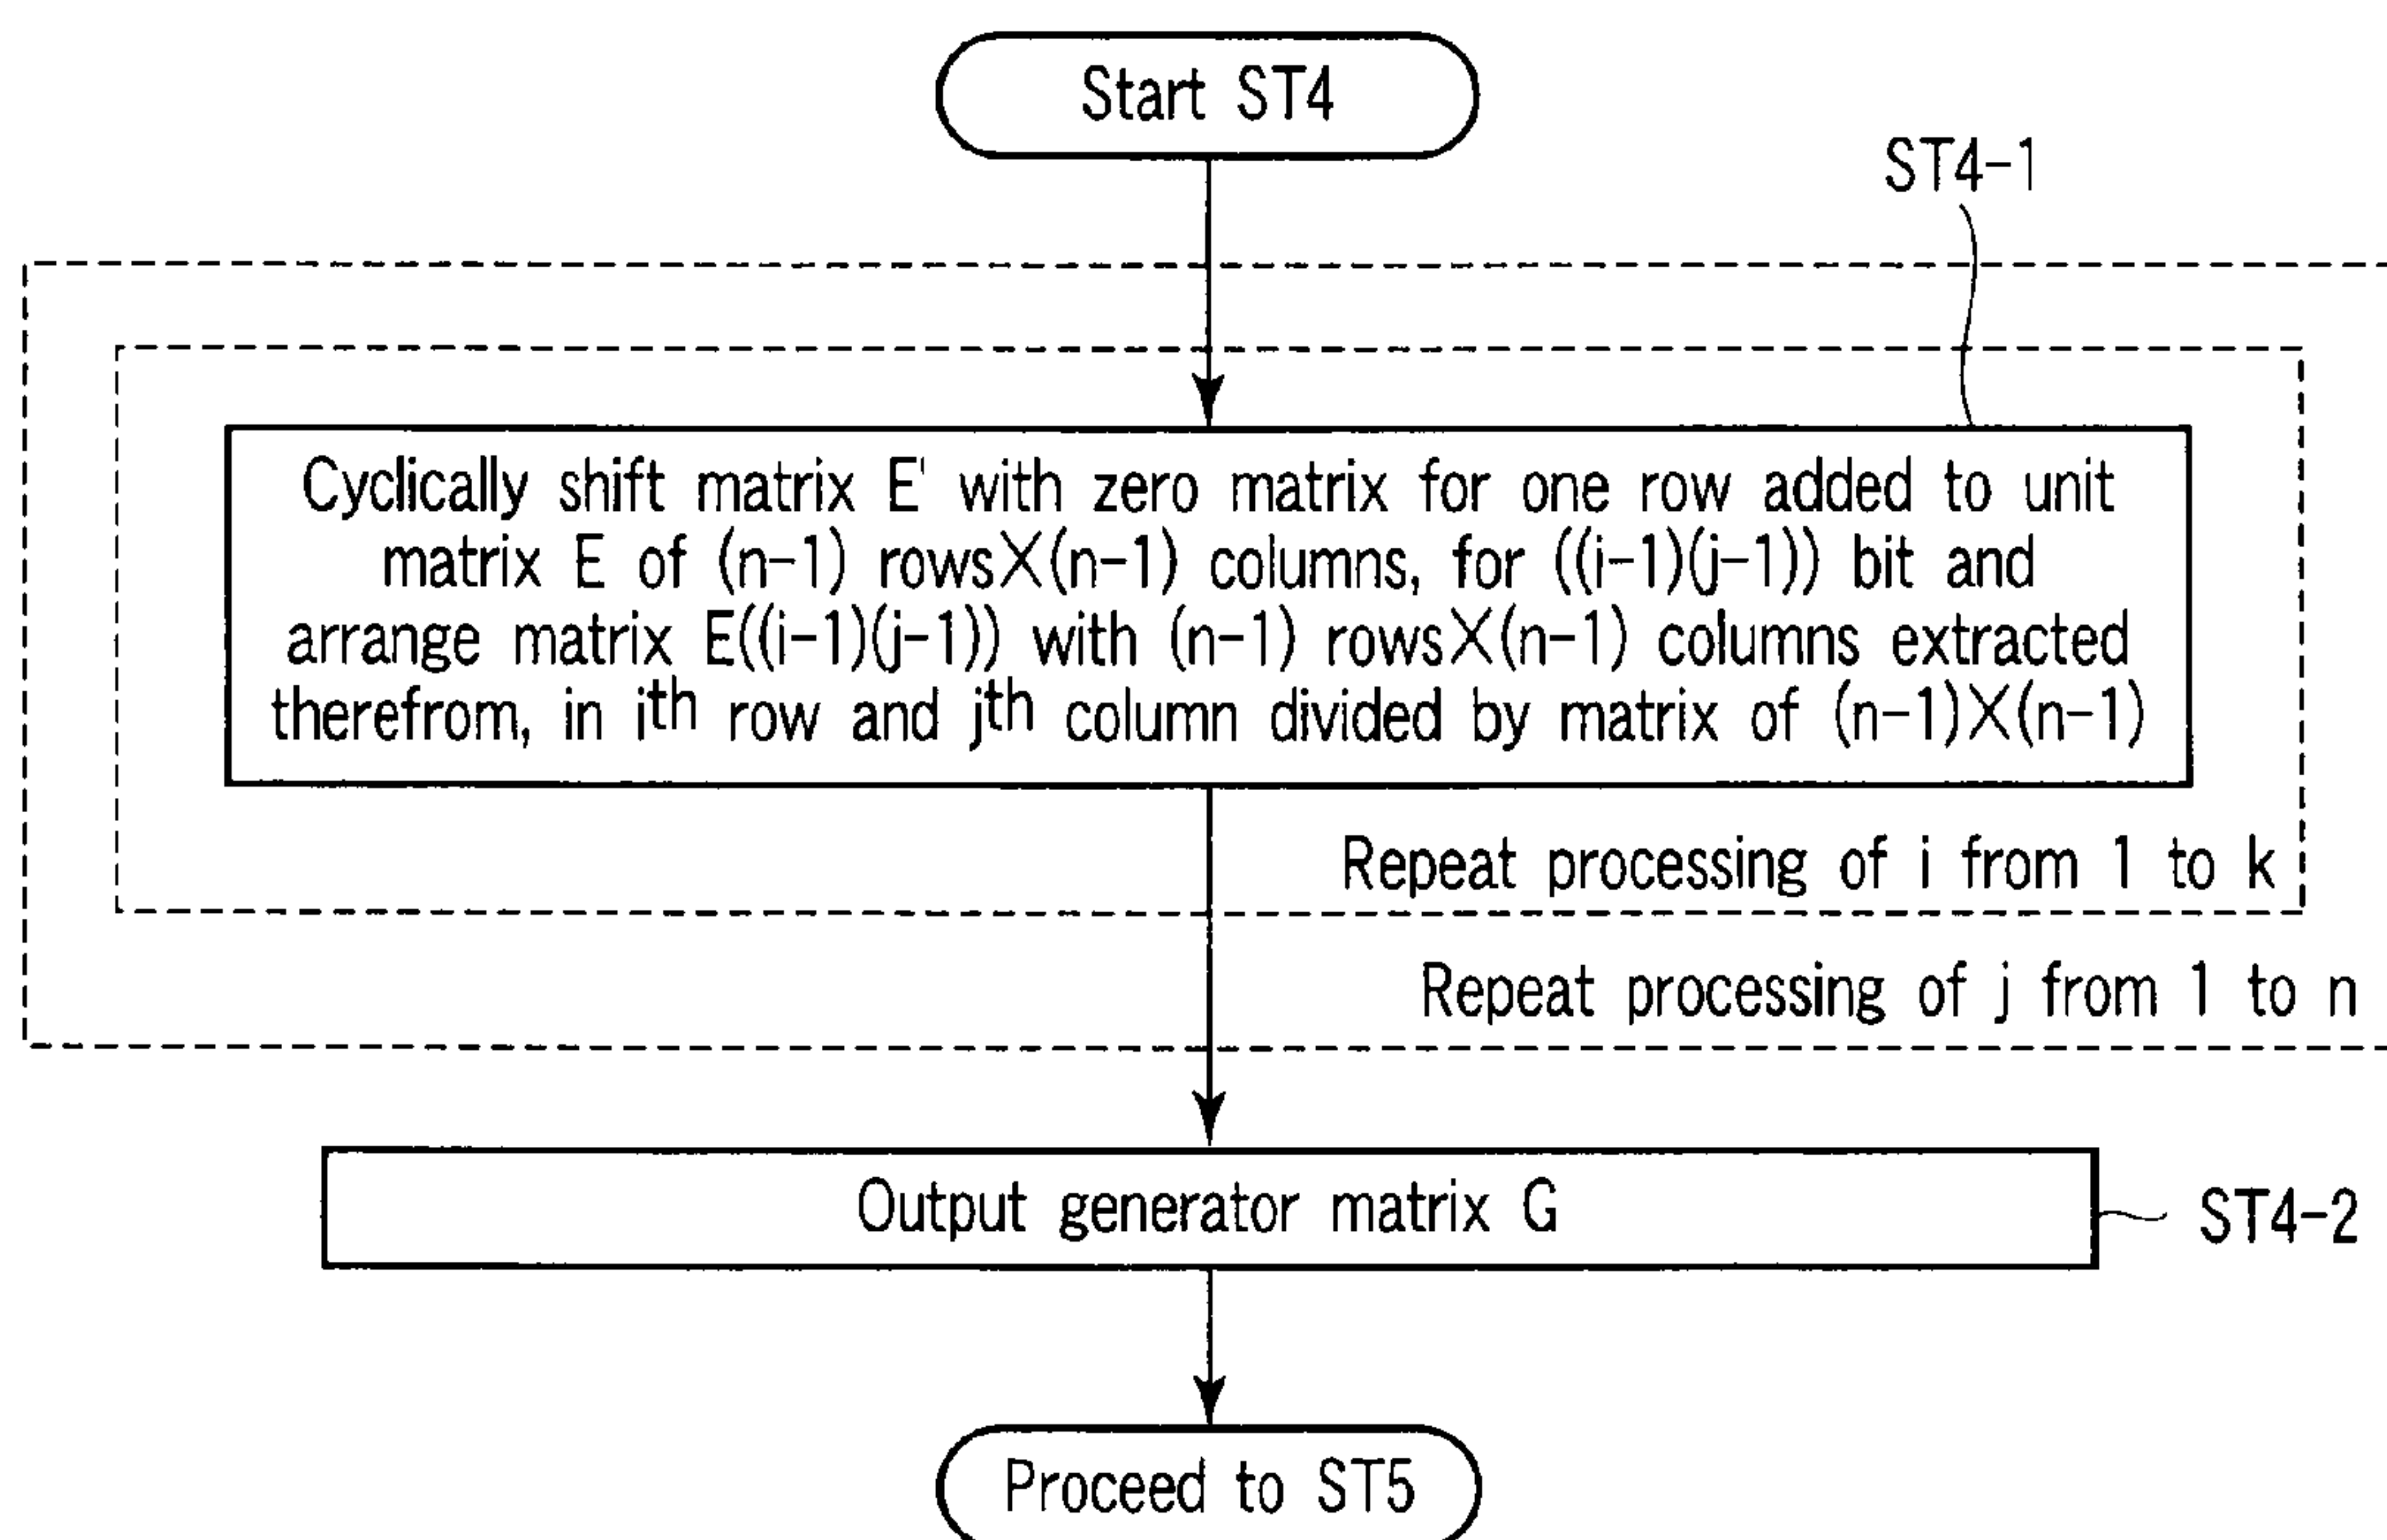 Start ST4
ST4-1
Cyclically shift matrix E' with zero matrix for one row added to unit
matrix E of (n-1) rows×(n-1) columns, for ((i-1)(j-1)) bit and
arrange matrix E((i-1)(j-1)) with (n-1) rows×(n-1) columns extracted
therefrom, in ith row and jth column divided by matrix of (n-1)×(n-1)
Repeat processing of i from 1 to k
Repeat processing of j from 1 to n
Output generator matrix G
ST4-2
Proceed to ST5